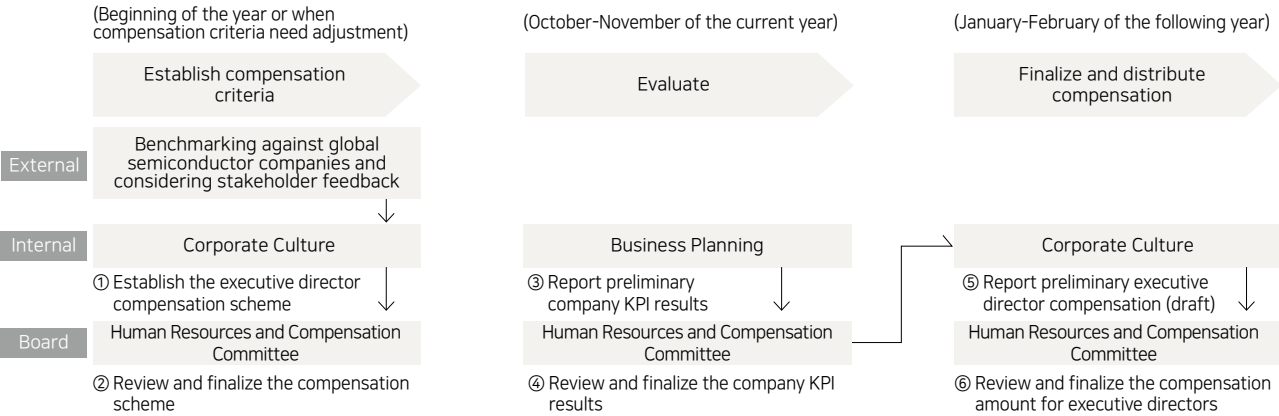 (Beginning of the year or when
compensation criteria need adjustment)
Establish compensation
criteria
External
Benchmarking against global
semiconductor companies and
considering stakeholder feedback
Internal
Corporate Culture
① Establish the executive director
compensation scheme
Board
Human Resources and Compensation
Committee
② Review and finalize the compensation
scheme
(October-November of the current year)
Evaluate
Business Planning
③ Report preliminary
company KPI results
Human Resources and Compensation
Committee
④ Review and finalize the company KPI
results
(January-February of the following year)
Finalize and distribute
compensation
Corporate Culture
⑤ Report preliminary executive
director compensation (draft)
Human Resources and Compensation
Committee
⑥ Review and finalize the compensation
amount for executive directors